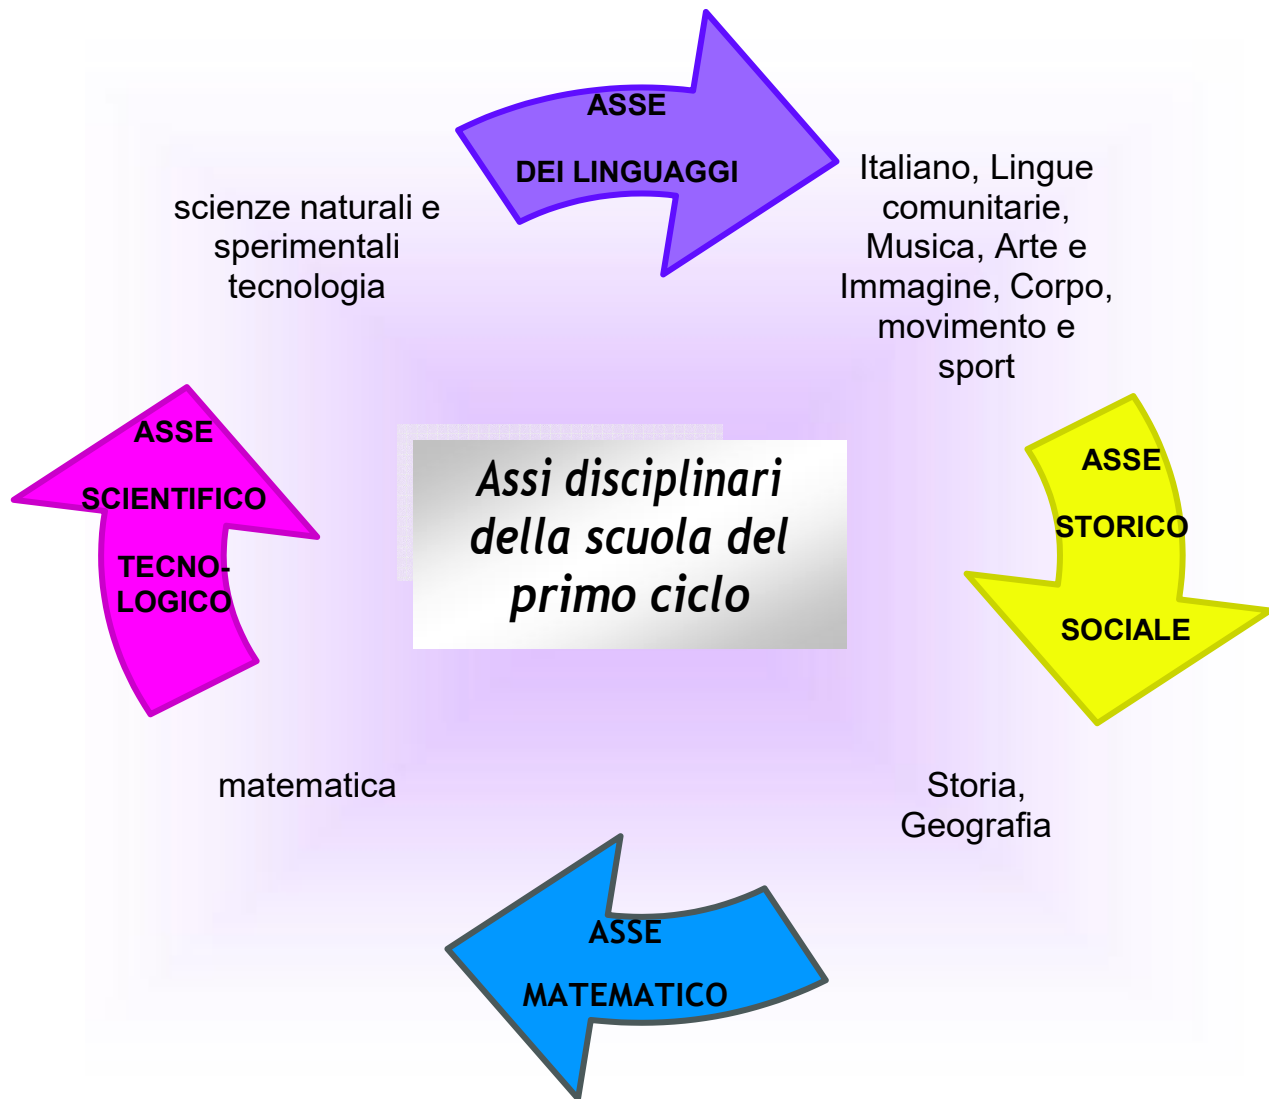 ASSE
DEI LINGUAGGI
Italiano, Lingue
comunitarie,
Musica, Arte e
Immagine, Corpo,
movimento e
sport
scienze naturali e
sperimentali
tecnologia
ASSE
SCIENTIFICO
TECNO-
LOGICO
Assi disciplinari
della scuola del
primo ciclo
ASSE
STORICO
SOCIALE
matematica
Storia,
Geografia
ASSE
MATEMATICO